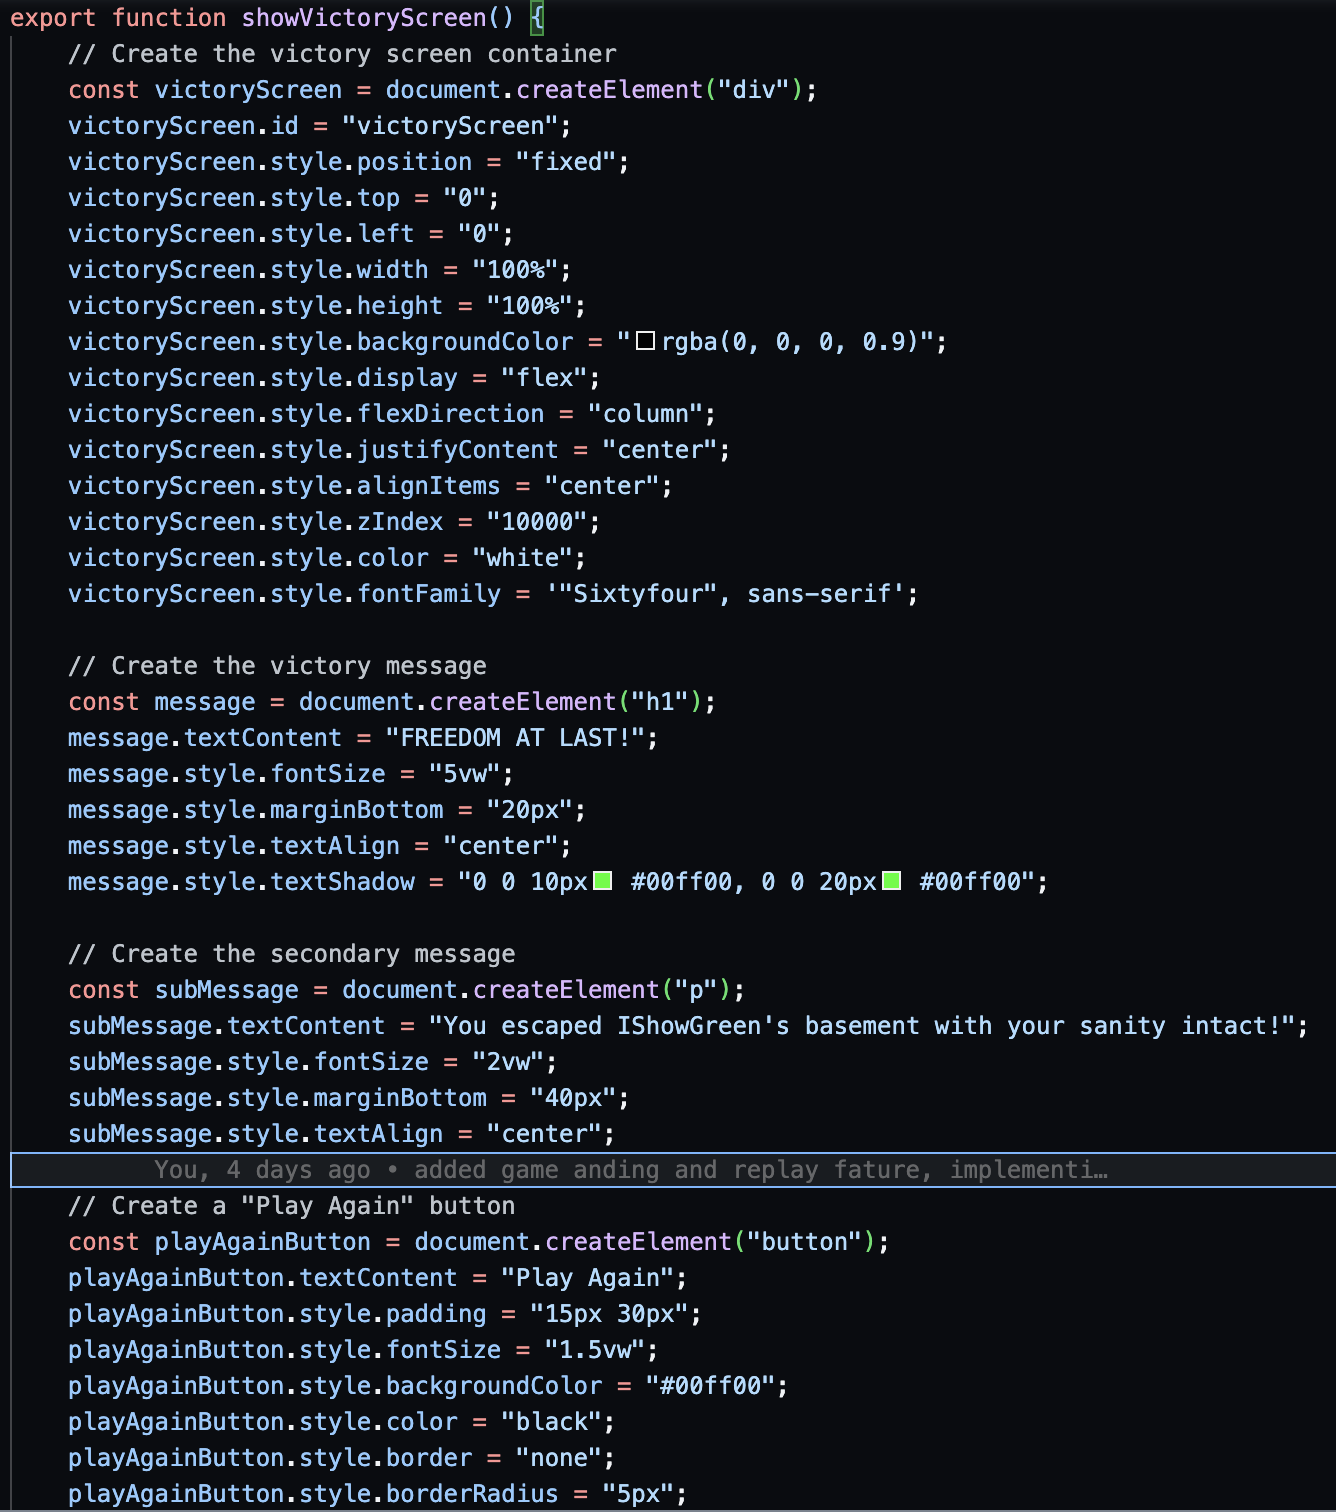 export function showVictoryScreen() {
// Create the victory screen container
const victoryScreen = document.createElement("div");
victoryScreen.id = "victoryScreen";
victoryScreen.style.position = "fixed";
victoryScreen.style.top = "0";
victoryScreen.style.left = "0";
victoryScreen.style.width = "100%";
victoryScreen.style.height = "100%";
victoryScreen.style.backgroundColor = "rgba(0, 0, 0, 0.9)";
victoryScreen.style.display = "flex";
victoryScreen.style.flexDirection = "column";
victoryScreen.style.justifyContent = "center";
victoryScreen.style.alignItems = "center";
victoryScreen.style.zIndex = "10000";
victoryScreen.style.color = "white";
victoryScreen.style.fontFamily = '"Sixtyfour", sans-serif';
// Create the victory message
const message = document.createElement("h1");
message.textContent = "FREEDOM AT LAST!";
message.style.fontSize = "5vw";
message.style.marginBottom = "20px";
message.style.textAlign = "center";
message.style.textShadow = "0 0 10px #00ff00, 0 0 20px #00ff00";
// Create the secondary message
const subMessage = document.createElement("p");
subMessage.textContent = "You escaped IShowGreen's basement with your sanity intact!";
subMessage.style.fontSize = "2vw";
subMessage.style.marginBottom = "40px";
subMessage.style.textAlign = "center";
You, 4 days ago • added game anding and replay fature, implementi…
// Create a "Play Again" button
const playAgainButton = document.createElement("button");
playAgainButton.textContent = "Play Again";
playAgainButton.style.padding = "15px 30px";
playAgainButton.style.fontSize = "1.5vw";
playAgainButton.style.backgroundColor = "#00ff00";
playAgainButton.style.color = "black";
playAgainButton.style.border = "none";
playAgainButton.style.borderRadius = "5px";